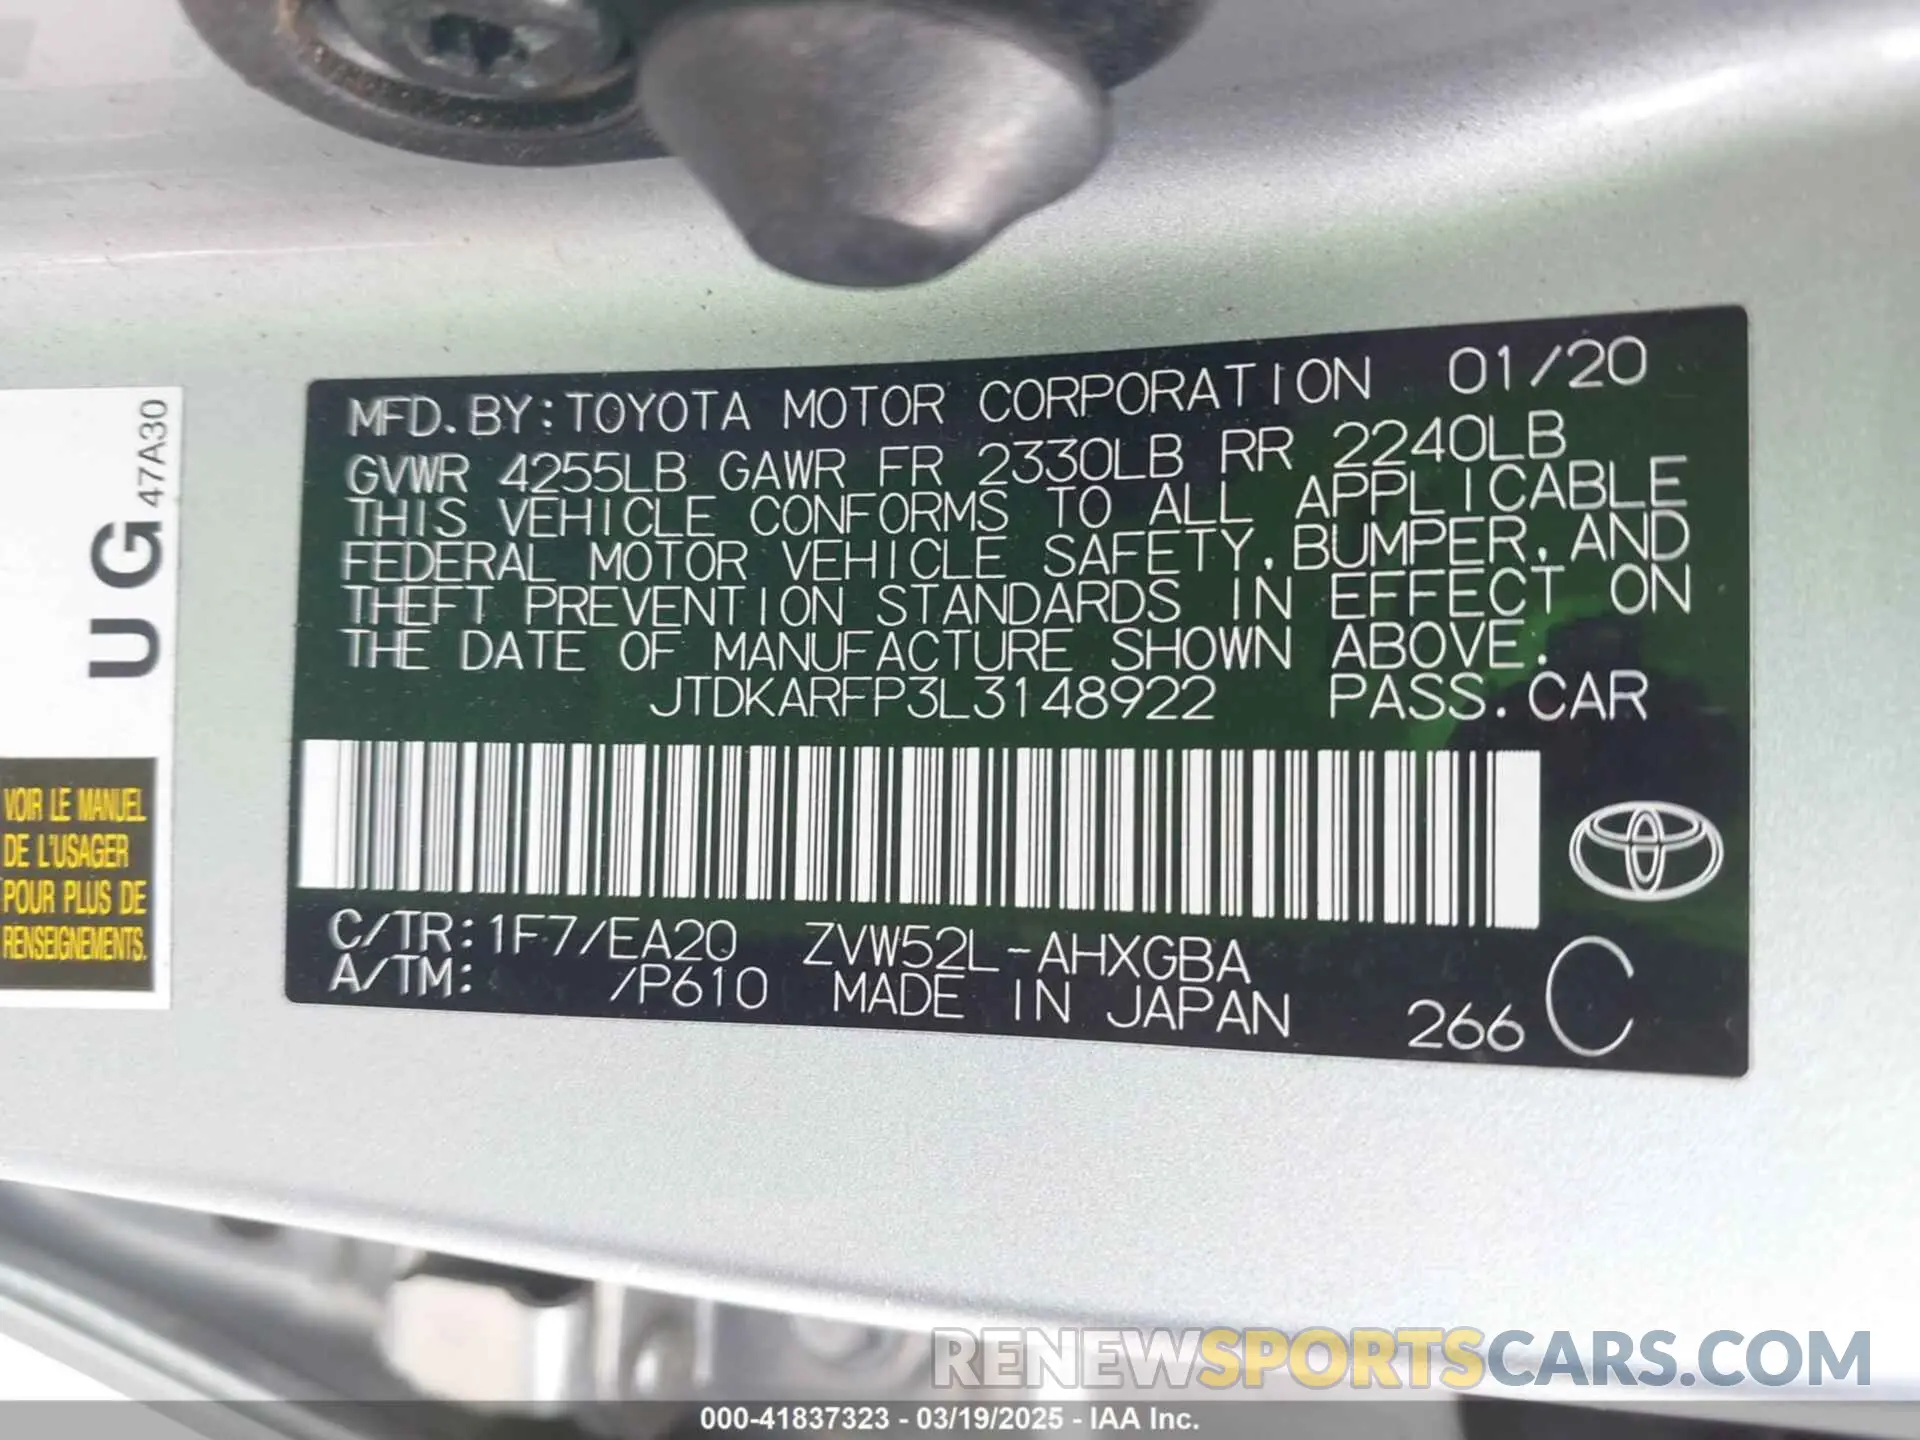 MFD. BY: TOYOTA MOTOR CORPORATION 01/20
GVWR 4255LB GAWR FR 2330LB RR 2240LB
THIS VEHICLE CONFORMS TO ALL APPLICABLE
FEDERAL MOTOR VEHICLE SAFETY, BUMPER, AND
THEFT PREVENTION STANDARDS IN EFFECT ON
THE DATE OF MANUFACTURE SHOWN ABOVE.
JTDKARFP3L3148922 PASS. CAR
C/TR: 1F7/EA20 ZVW52L-AHXGBA
A/TM: /P610 MADE IN JAPAN 266 C
UG 47A30
VOIR LE MANUEL
DE L'USAGER
POUR PLUS DE
RENSEIGNEMENTS.
RENEWSPORTSCARS.COM
000-41837323 - 03/19/2025 - IAA Inc.